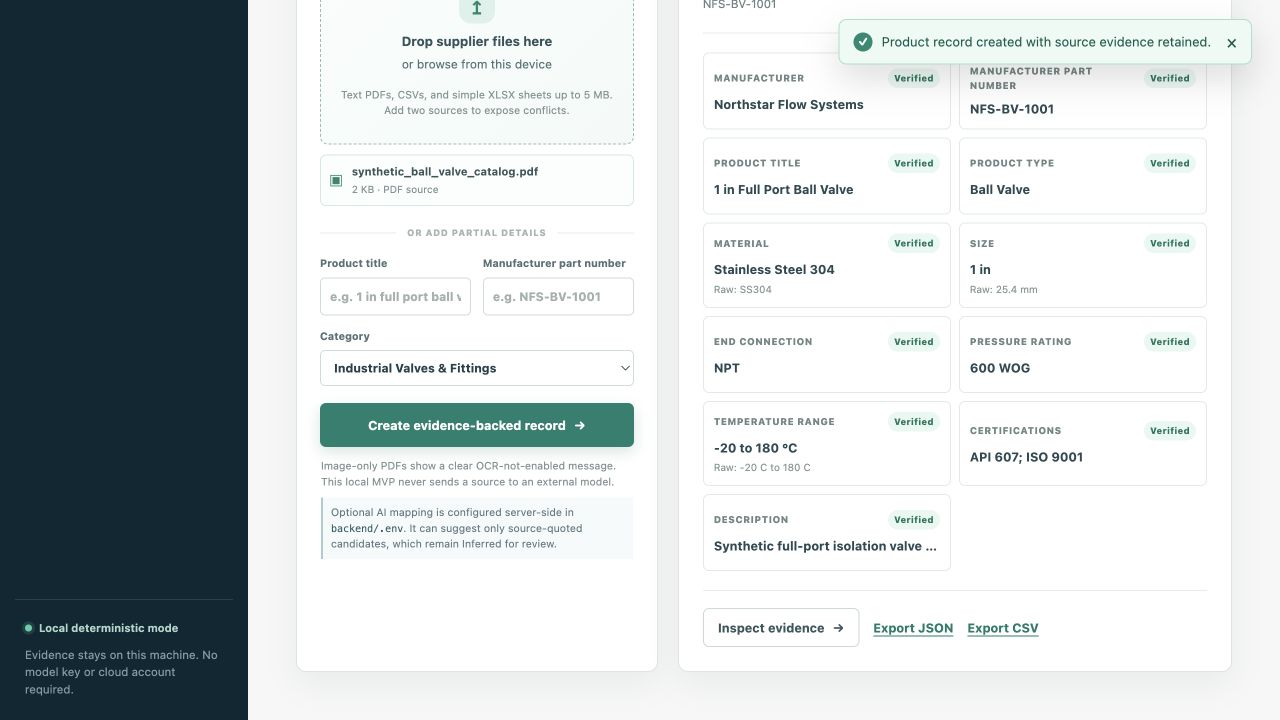 Drop supplier files here
or browse from this device
Text PDFs, CSVs, and simple XLSX sheets up to 5 MB.
Add two sources to expose conflicts.
synthetic_ball_valve_catalog.pdf
2 KB · PDF source
OR ADD PARTIAL DETAILS
Product title
Manufacturer part number
e.g. 1 in full port ball v
e.g. NFS-BV-1001
Category
Industrial Valves & Fittings
Create evidence-backed record →
Image-only PDFs show a clear OCR-not-enabled message.
This local MVP never sends a source to an external model.
Optional AI mapping is configured server-side in
backend/.env. It can suggest only source-quoted
candidates, which remain Inferred for review.
NFS-BV-1001
Product record created with source evidence retained.
MANUFACTURER
Verified
Northstar Flow Systems
MANUFACTURER PART
NUMBER
Verified
NFS-BV-1001
PRODUCT TITLE
Verified
1 in Full Port Ball Valve
PRODUCT TYPE
Verified
Ball Valve
MATERIAL
Verified
Stainless Steel 304
Raw: SS304
SIZE
Verified
1 in
Raw: 25.4 mm
END CONNECTION
Verified
NPT
PRESSURE RATING
Verified
600 WOG
TEMPERATURE RANGE
Verified
-20 to 180 °C
Raw: -20 C to 180 C
CERTIFICATIONS
Verified
API 607; ISO 9001
DESCRIPTION
Verified
Synthetic full-port isolation valve ...
Inspect evidence →
Export JSON
Export CSV
Local deterministic mode
Evidence stays on this machine. No
model key or cloud account
required.